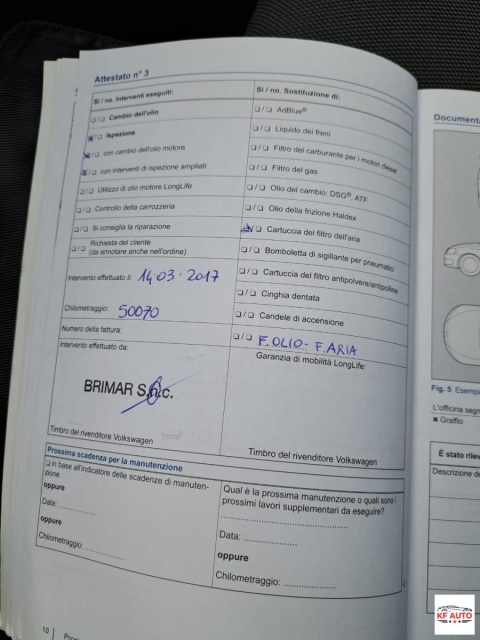 Attestato n° 3
Sì / no. Interventi eseguiti:
❑/❑ Cambio dell'olio
❑/❑ Ispezione
❑/❑ con cambio dell'olio motore
❑/❑ con interventi di ispezione ampliati
❑/❑ Utilizzo di olio motore LongLife
❑/❑ Controllo della carrozzeria
❑/❑ Si consiglia la riparazione
❑/❑ Richiesta del cliente
(da annotare anche nell'ordine)
Intervento effettuato il: 14.03.2017
Chilometraggio: 50070
Numero della fattura:
Intervento effettuato da:
BRIMAR S.n.c.
Timbro del rivenditore Volkswagen
Sì / no. Sostituzione di:
❑/❑ AdBlue®
❑/❑ Liquido dei freni
❑/❑ Filtro del carburante per i motori diesel
❑/❑ Filtro del gas
❑/❑ Olio del cambio: DSG®, ATF
❑/❑ Olio della frizione Haldex
❑/❑ Cartuccia del filtro dell'aria
❑/❑ Bomboletta di sigillante per pneumatici
❑/❑ Cartuccia del filtro antipolvere/antipolline
❑/❑ Cinghia dentata
❑/❑ Candele di accensione
❑/❑ F.OLIO - F.ARIA
Garanzia di mobilità LongLife:
Timbro del rivenditore Volkswagen
Prossima scadenza per la manutenzione
❑ in base all'indicatore delle scadenze di manuten-
zione
oppure
Data: ................
oppure
Chilometraggio: ................
Qual è la prossima manutenzione o quali sono i
prossimi lavori supplementari da eseguire?
................................
Data: ................
oppure
Chilometraggio: ................
10
Documenta
Fig. 5 Esemp
L'officina seg
× Graffio
È stato rilev
Descrizione de
KF AUTO